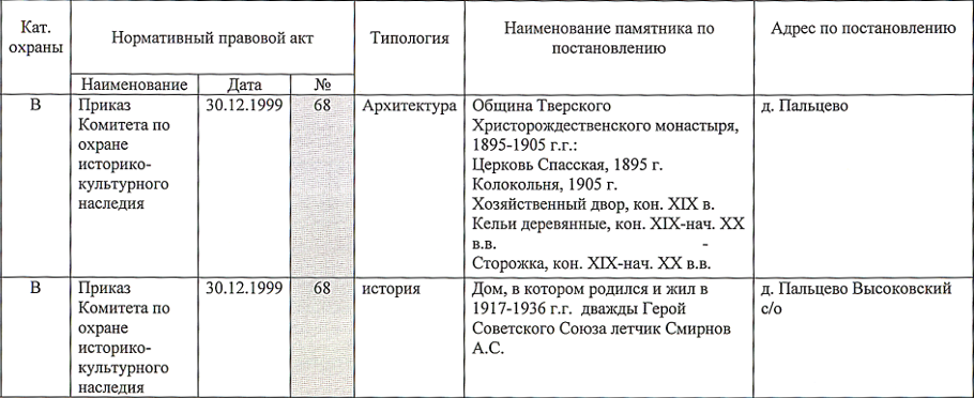 Кат. охраны
Нормативный правовой акт
Типология
Наименование памятника по постановлению
Адрес по постановлению
Наименование
Дата
№
В
Приказ
Комитета по
охране
историко-
культурного
наследия
30.12.1999
68
Архитектура
Община Тверского
Христорождественского монастыря,
1895-1905 г.г.:
Церковь Спасская, 1895 г.
Колокольня, 1905 г.
Хозяйственный двор, кон. XIX в.
Кельи деревянные, кон. XIX-нач. XX
в.в. -
Сторожка, кон. XIX-нач. XX в.в.
д. Пальцево
В
Приказ
Комитета по
охране
историко-
культурного
наследия
30.12.1999
68
история
Дом, в котором родился и жил в
1917-1936 г.г. дважды Герой
Советского Союза летчик Смирнов
А.С.
д. Пальцево Высоковский
с/о